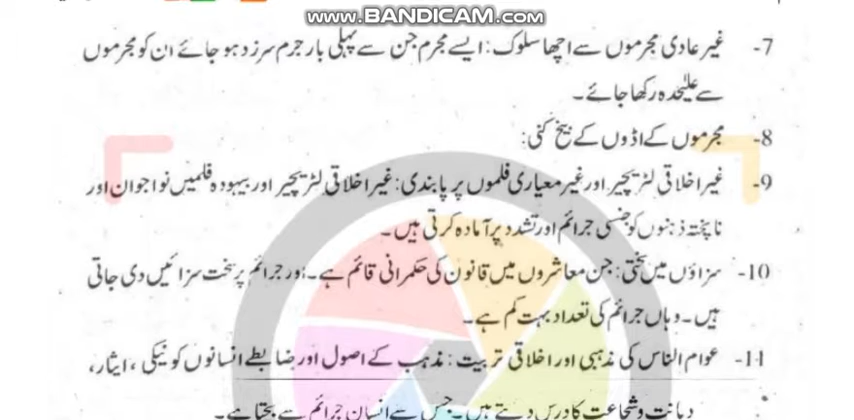 www.BANDICAM.com
7- غیر عادی مجرموں سے اچھا سلوک: ایسے مجرم جن سے پہلی بار جرم سرزد ہو جائے ان کو مجرموں
سے علیٰحدہ رکھا جائے۔
8- مجرموں کے اڈوں کے بیخ کنی:
9- غیر اخلاقی لٹریچر اور غیر معیاری فلموں پر پابندی: غیر اخلاقی لٹریچر اور بیہودہ فلمیں نوجوان اور
ناپختہ ذہنوں کو جنسی جرائم اور تشدد پر آمادہ کرتی ہیں۔
10- سزاؤں میں سختی: جن معاشروں میں قانون کی حکمرانی قائم ہے۔ اور جرائم پر سخت سزائیں دی جاتی
ہیں۔ وہاں جرائم کی تعداد بہت کم ہے۔
11- عوام الناس کی مذہبی اور اخلاقی تربیت: مذہب کے اصول اور ضابطے انسانوں کو نیکی، ایثار،
دیانت و شجاعت کا درس دیتے ہیں۔ جس سے انسان جرائم سے بچتا ہے۔